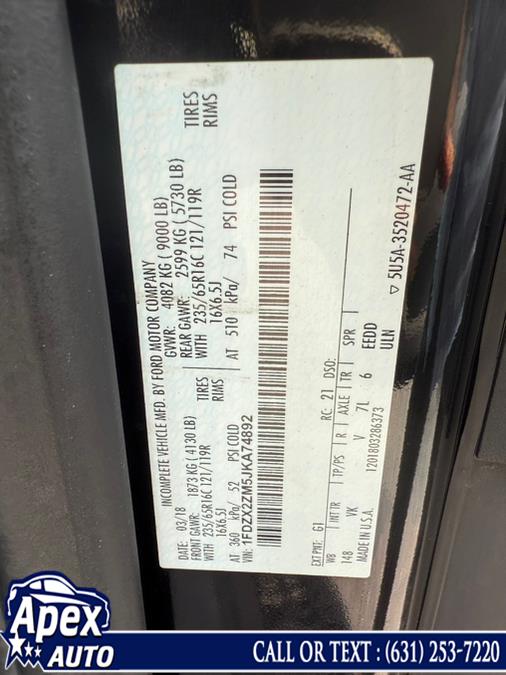 INCOMPLETE VEHICLE MFD. BY FORD MOTOR COMPANY
DATE: 03/18 GVWR: 4082 KG ( 9000 LB)
FRONT GAWR: 1873 KG ( 4130 LB) REAR GAWR: 2599 KG ( 5730 LB)
WITH 235/65R16C 121/119R TIRES WITH 235/65R16C 121/119R TIRES
16X6.5J RIMS 16X6.5J RIMS
AT 360 kPa/ 52 PSI COLD AT 510 kPa/ 74 PSI COLD
VIN: 1FDZX2ZM5JKA74892
EXT PNT: G1 RC: 21 DSO:
WB INT TR TP/PS R AXLE TR SPR
148 VK V 7L 6 EEDD
MADE IN U.S.A. 1201803286373 ULN
▽ 5U5A-3520472-AA
APEX
AUTO
CALL OR TEXT : (631) 253-7220